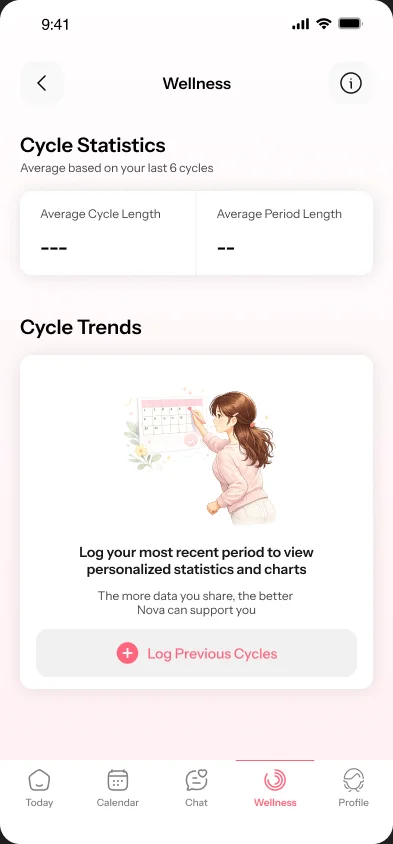 9:41
Wellness
Cycle Statistics
Average based on your last 6 cycles
Average Cycle Length
---
Average Period Length
--
Cycle Trends
Log your most recent period to view
personalized statistics and charts
The more data you share, the better
Nova can support you
Log Previous Cycles
Today
Calendar
Chat
Wellness
Profile